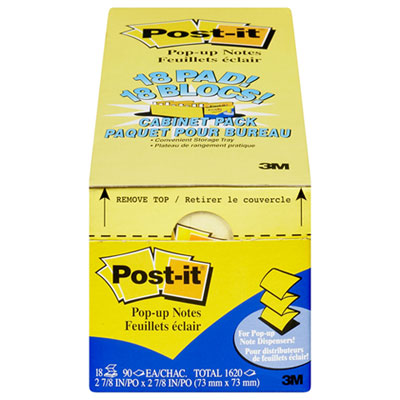 Post-it
Pop-up Notes
Feuillets éclair
18 PAD!
18 BLOCS!
CABINET PACK
PAQUET POUR BUREAU
• Convenient Storage Tray
• Plateau de rangement pratique
3M
REMOVE TOP / Retirer le couvercle
Post-it
Pop-up Notes
Feuillets éclair
For Pop-up
Note Dispensers!
Pour distributeurs
de feuillets éclair!
18 90 EA/CHAC. TOTAL 1620
2 7/8 IN/PO x 2 7/8 IN/PO (73 mm x 73 mm)
3M